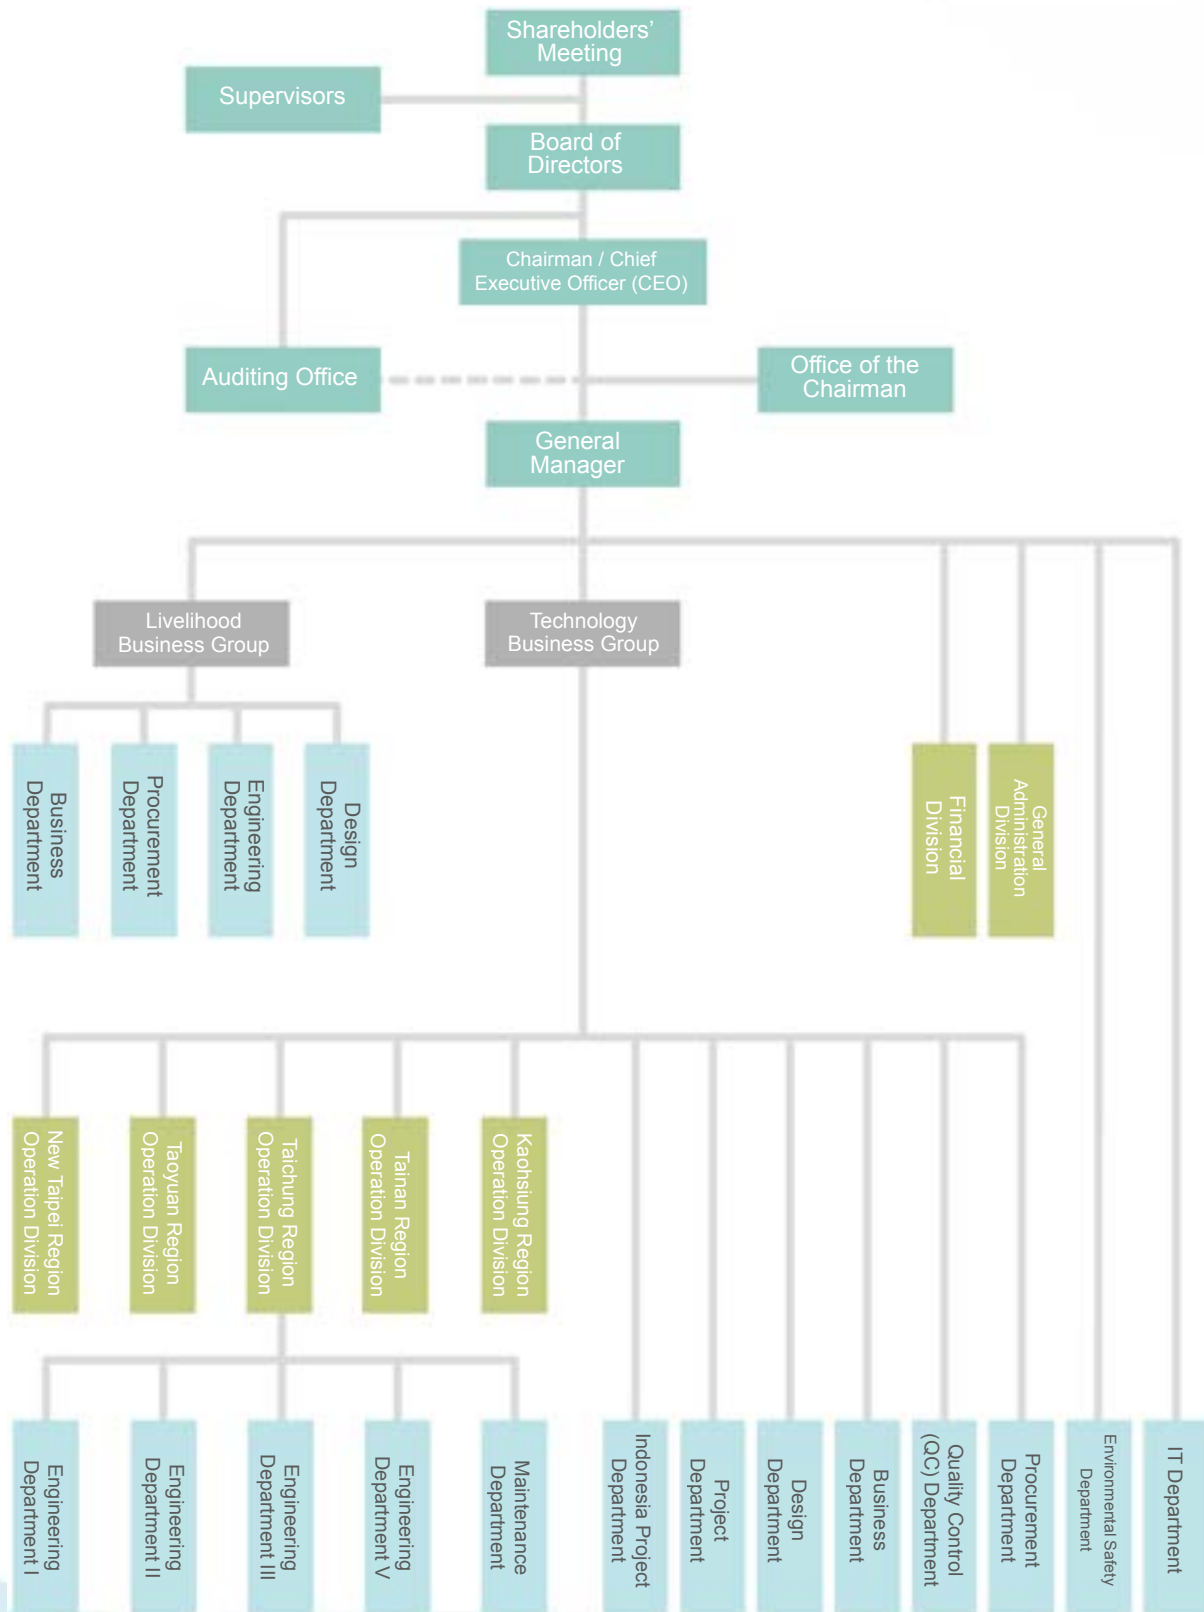 Shareholders’
Meeting
Supervisors
Board of
Directors
Chairman / Chief
Executive Officer (CEO)
Auditing Office
Office of the
Chairman
General
Manager
Livelihood
Business Group
Technology
Business Group
Business
Department
Procurement
Department
Engineering
Department
Design
Department
Financial
Division
General
Administration
Division
New Taipei Region
Operation Division
Taoyuan Region
Operation Division
Taichung Region
Operation Division
Tainan Region
Operation Division
Kaohsiung Region
Operation Division
Engineering
Department I
Engineering
Department II
Engineering
Department III
Engineering
Department V
Maintenance
Department
Indonesia Project
Department
Project
Department
Design
Department
Business
Department
Quality Control
(QC) Department
Procurement
Department
Environmental Safety
Department
IT Department